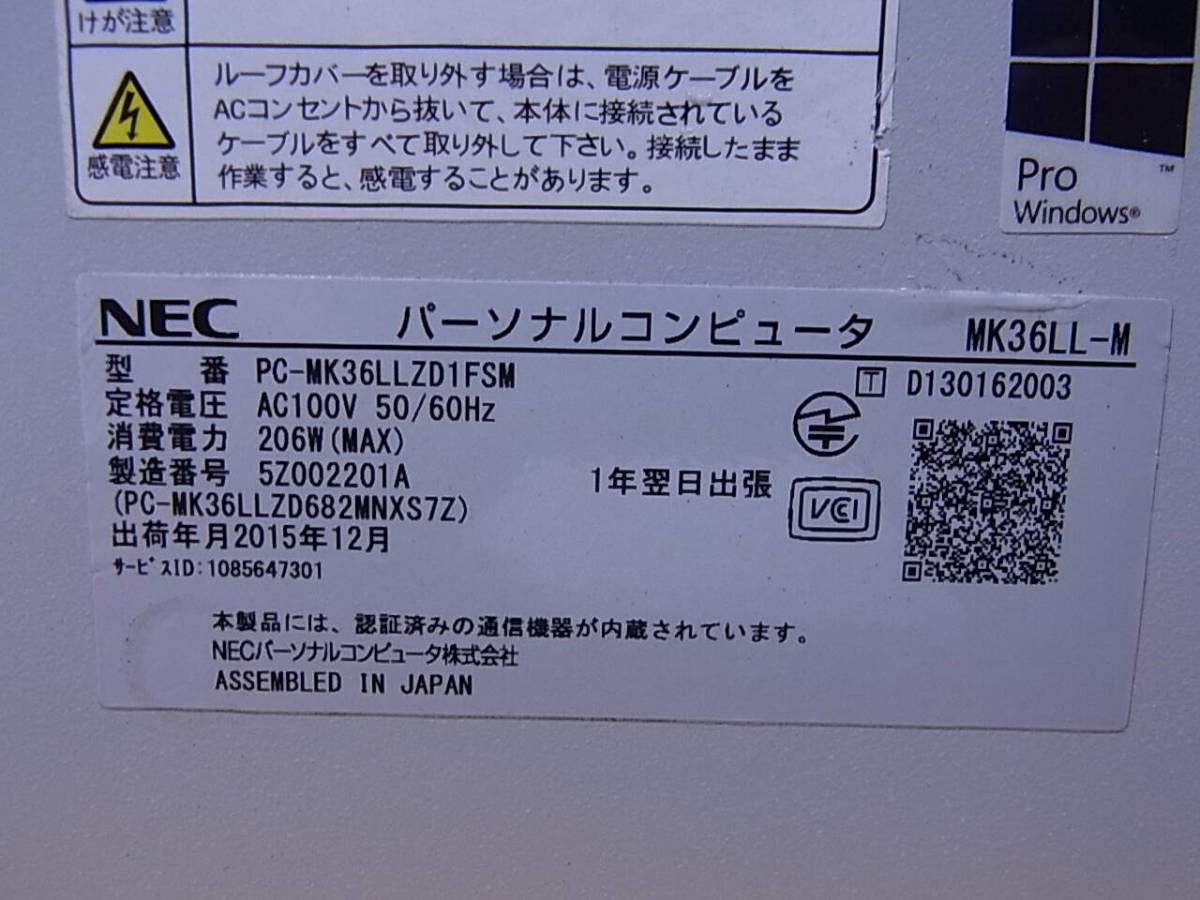 けが注意
感電注意
ルーフカバーを取り外す場合は、電源ケーブルを
ACコンセントから抜いて、本体に接続されている
ケーブルをすべて取り外して下さい。接続したまま
作業すると、感電することがあります。
Pro ™
Windows®
NEC パーソナルコンピュータ MK36LL-M
型 番 PC-MK36LLZD1FSM
T D130162003
定格電圧 AC100V 50/60Hz
消費電力 206W(MAX)
製造番号 5Z002201A
1年翌日出張
VCI
(PC-MK36LLZD682MNXS7Z)
出荷年月2015年12月
ｻｰﾋﾞｽID:1085647301
本製品には、認証済みの通信機器が内蔵されています。
NECパーソナルコンピュータ株式会社
ASSEMBLED IN JAPAN